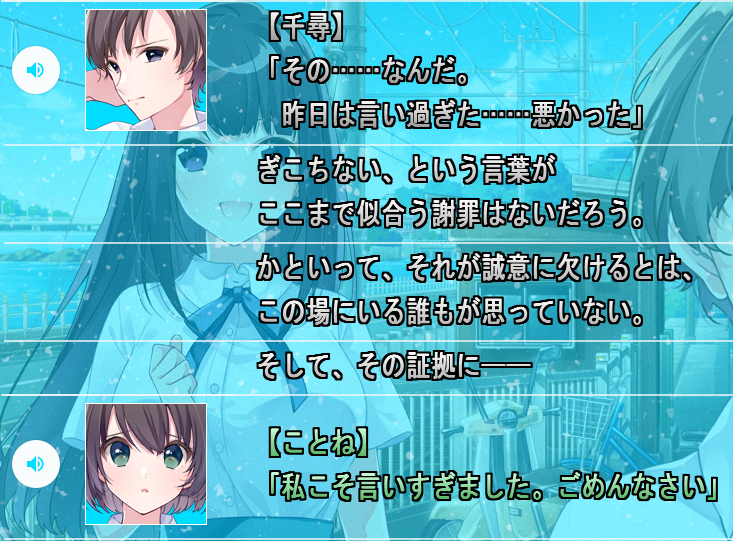 【千尋】
「その……なんだ。
昨日は言い過ぎた……悪かった」
ぎこちない、という言葉が
ここまで似合う謝罪はないだろう。
かといって、それが誠意に欠けるとは、
この場にいる誰もが思っていない。
そして、その証拠に――
【ことね】
「私こそ言いすぎました。ごめんなさい」